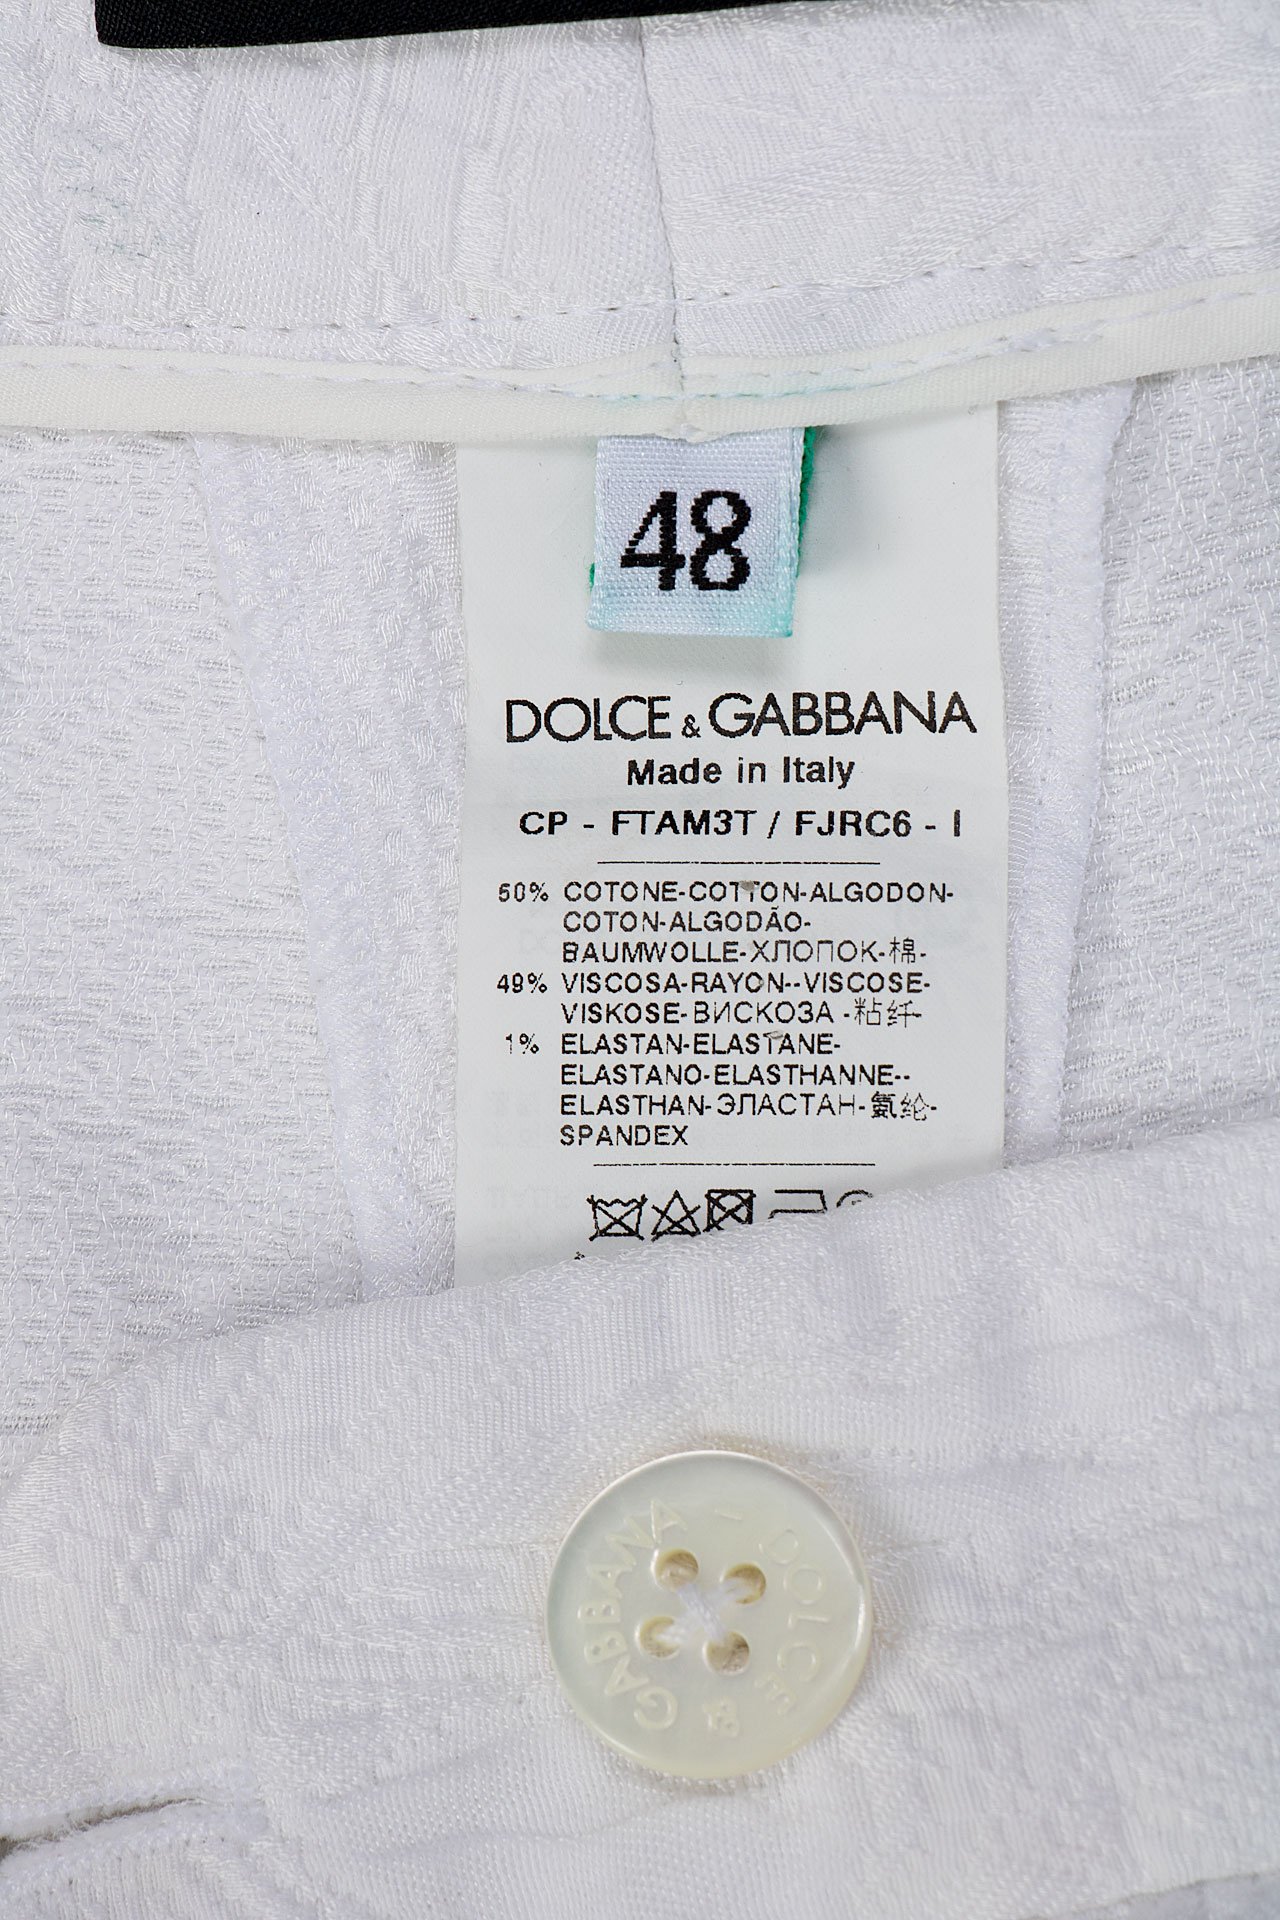 48
DOLCE & GABBANA
Made in Italy
CP - FTAM3T / FJRC6 - I
50% COTONE-COTTON-ALGODON-
COTON-ALGODÃO-
BAUMWOLLE-ХЛОПОК-棉-
49% VISCOSA-RAYON--VISCOSE-
VISKOSE-ВИСКОЗА -粘纤-
1% ELASTAN-ELASTANE-
ELASTANO-ELASTHANNE--
ELASTHAN-ЭЛАСТАН-氨纶-
SPANDEX
DOLCE & GABBANA -